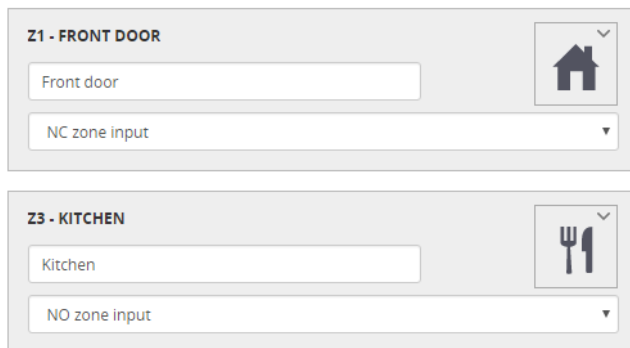 Z1 - FRONT DOOR
Front door
NC zone input
Z3 - KITCHEN
Kitchen
NO zone input